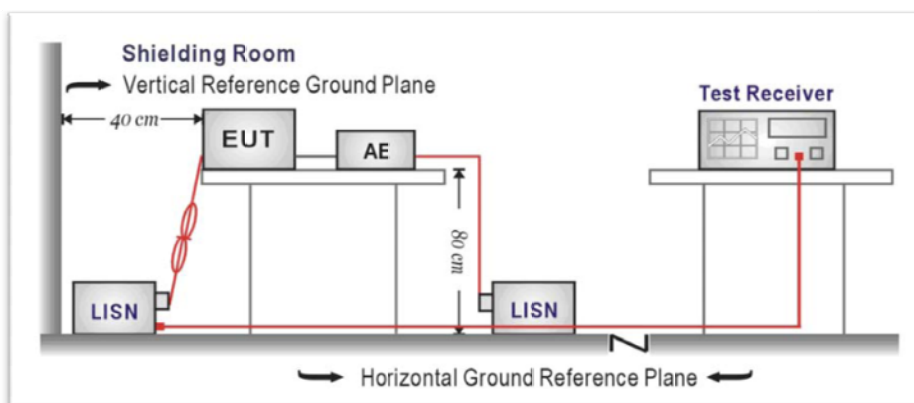 Shielding Room
Vertical Reference Ground Plane
Test Receiver
40 cm
EUT
AE
80 cm
LISN
LISN
Horizontal Ground Reference Plane